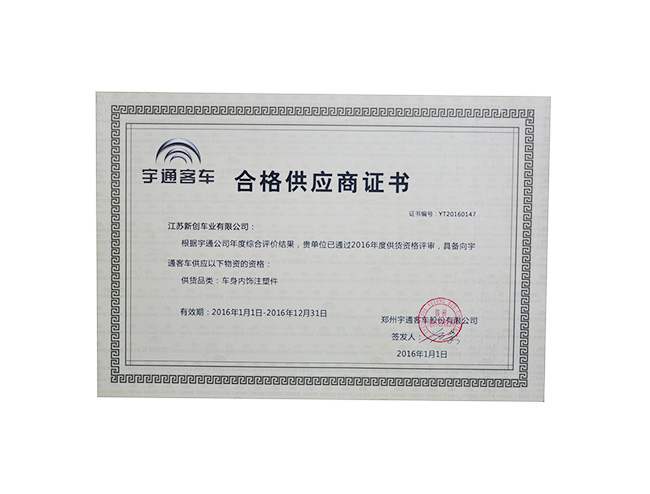 宇通客车
合格供应商证书
证书编号：YT20160147
江苏新创车业有限公司：
根据宇通公司年度综合评价结果，贵单位已通过2016年度供货资格评审，具备向宇
通客车供应以下物资的资格：
供货品类：车身内饰注塑件
有效期：2016年1月1日-2016年12月31日
郑州宇通客车股份有限公司
签发人：
2016年1月1日